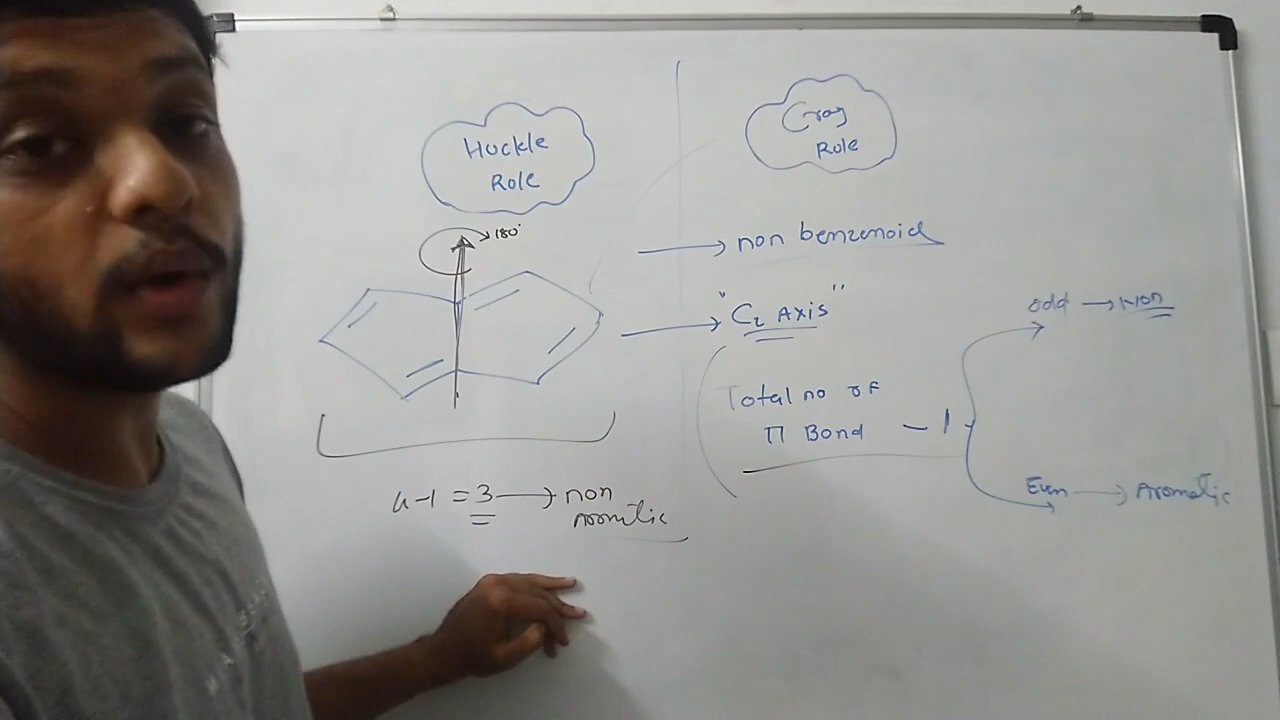 Huckle
Role
180°
Crag
Role
non benzenoid
"C₂ Axis"
Total no of
π Bond – 1
odd → Non
Even → Aromatic
4-1 = 3 → non
aromatic